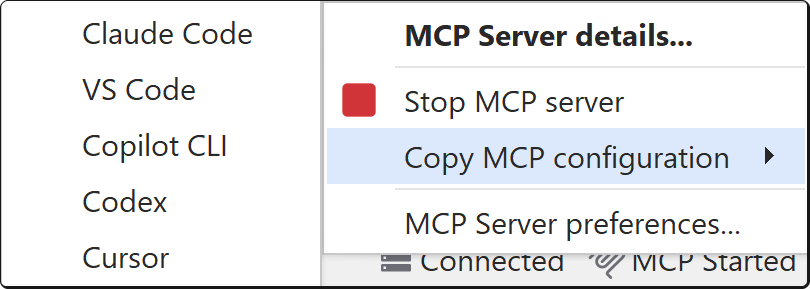 Claude Code
VS Code
Copilot CLI
Codex
Cursor
MCP Server details...
Stop MCP server
Copy MCP configuration
MCP Server preferences...
Connected
MCP Started